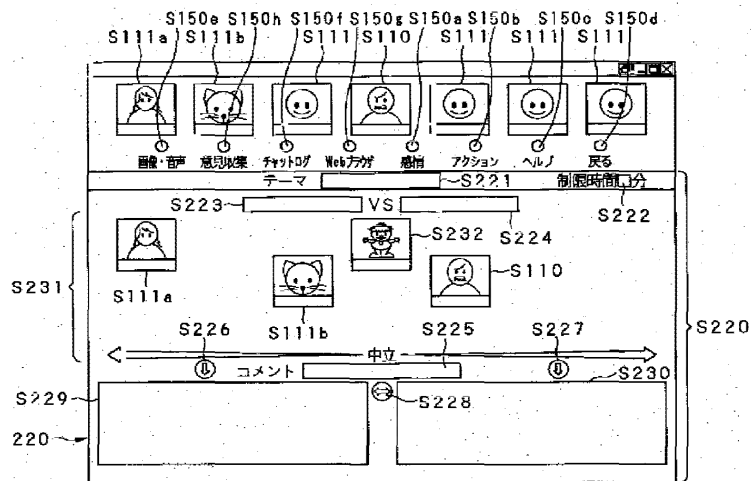 S150e S150h S150f S150g S150a S150b S150c S150d
S111a S111b S111 S110 S111 S111 S111
画像・音声 意見収集 チャットログ Webブラウザ 感情 アクション ヘルプ 戻る
テーマ S221 制限時間 分
S223 VS S222
S232 S224
S231 S111a S111b S110 S220
S226 S225 S227
中立
コメント S230
S229 S228
220